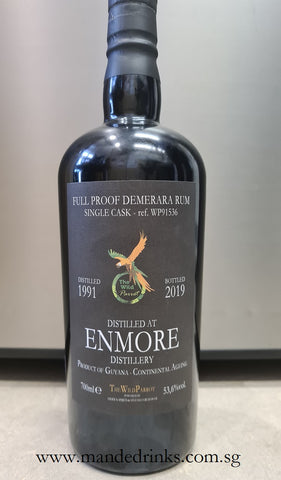 FULL PROOF DEMERARA RUM
SINGLE CASK - ref. WP91536
The Wild
Parrot
DISTILLED
1991
BOTTLED
2019
DISTILLED AT
ENMORE
DISTILLERY
PRODUCT OF GUYANA - CONTINENTAL AGEING
700ml℮
THE WILD PARROT
53,6%vol.
www.mandedrinks.com.sg